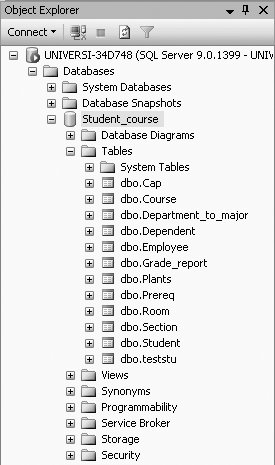 Object Explorer
Connect
UNIVERSI-34D748 (SQL Server 9.0.1399 - UNIV
Databases
System Databases
Database Snapshots
Student_course
Database Diagrams
Tables
System Tables
dbo.Cap
dbo.Course
dbo.Department_to_major
dbo.Dependent
dbo.Employee
dbo.Grade_report
dbo.Plants
dbo.Prereq
dbo.Room
dbo.Section
dbo.Student
dbo.teststu
Views
Synonyms
Programmability
Service Broker
Storage
Security